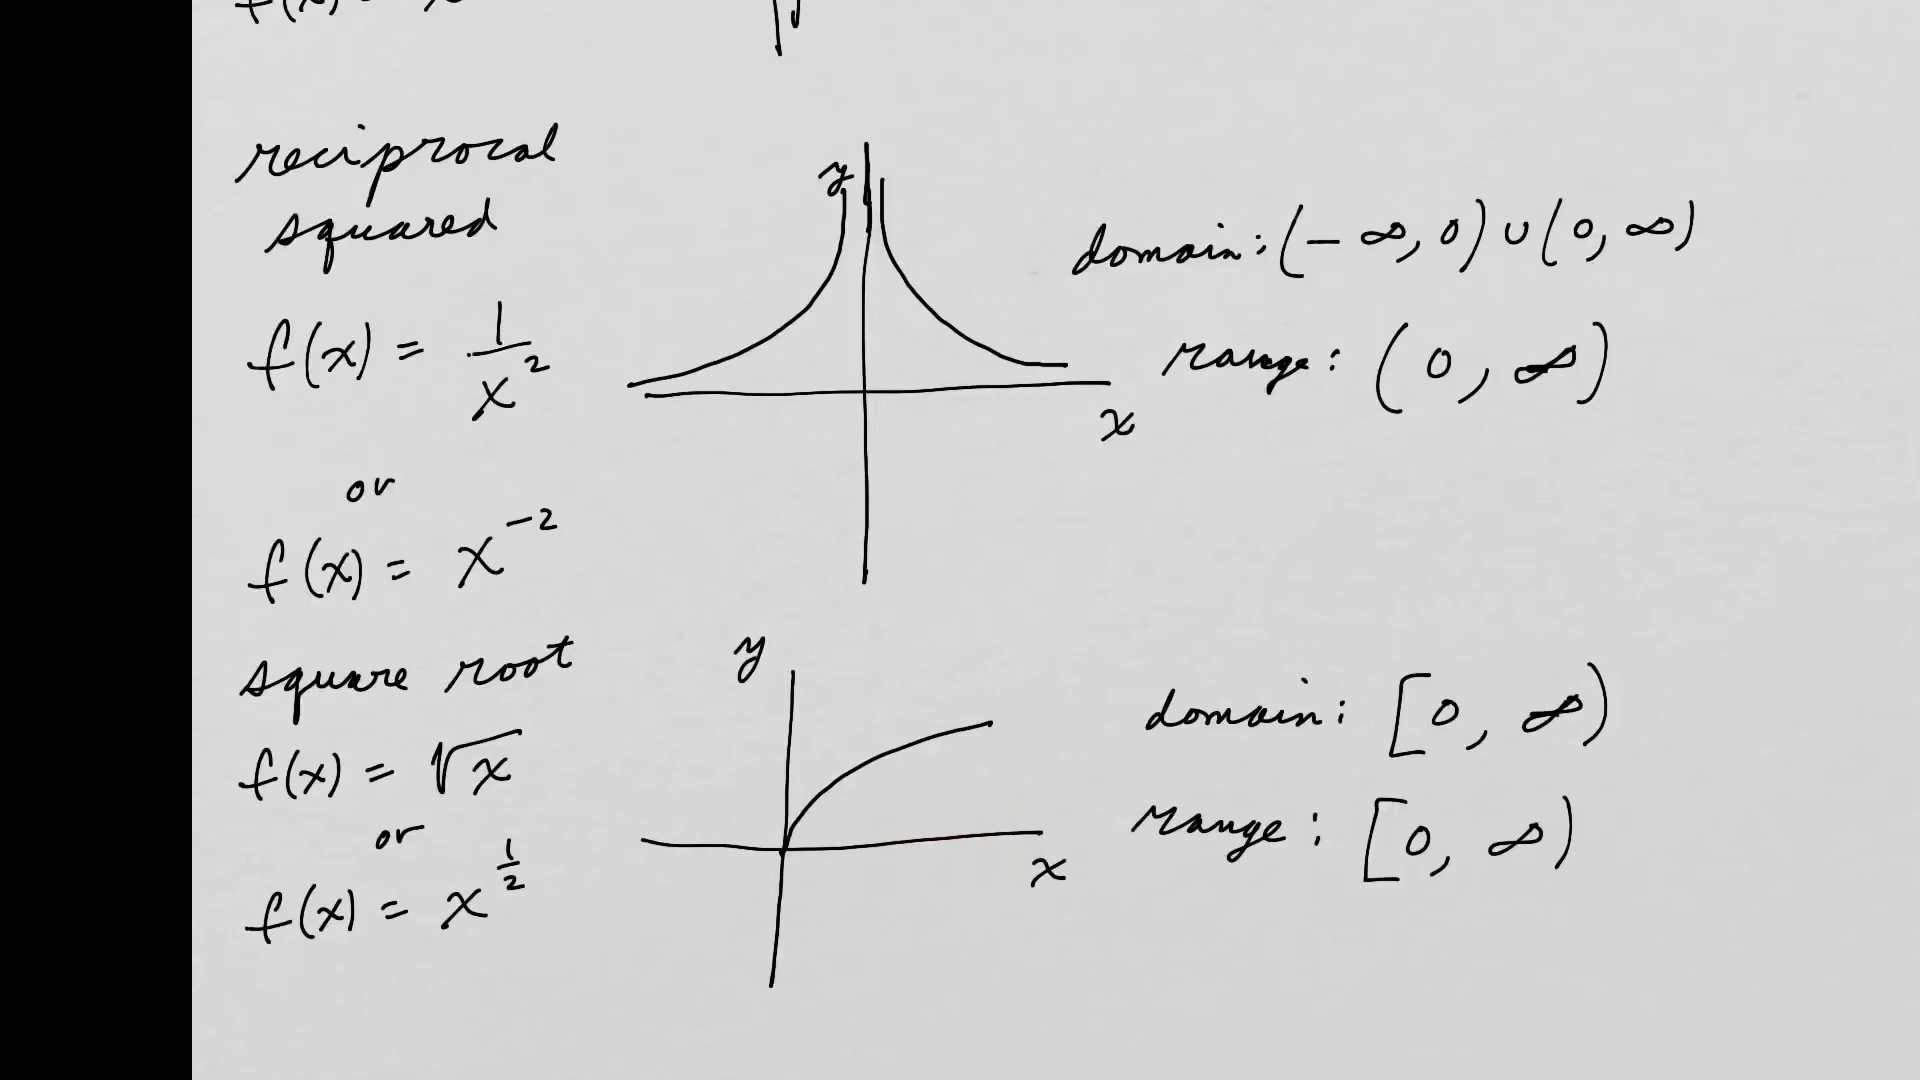 reciprocal
squared
f(x) = 1/x²
or
f(x) = x⁻²
y
x
domain: (-∞, 0) ∪ (0, ∞)
range: (0, ∞)
square root
f(x) = √x
or
f(x) = x^(1/2)
y
x
domain: [0, ∞)
range: [0, ∞)